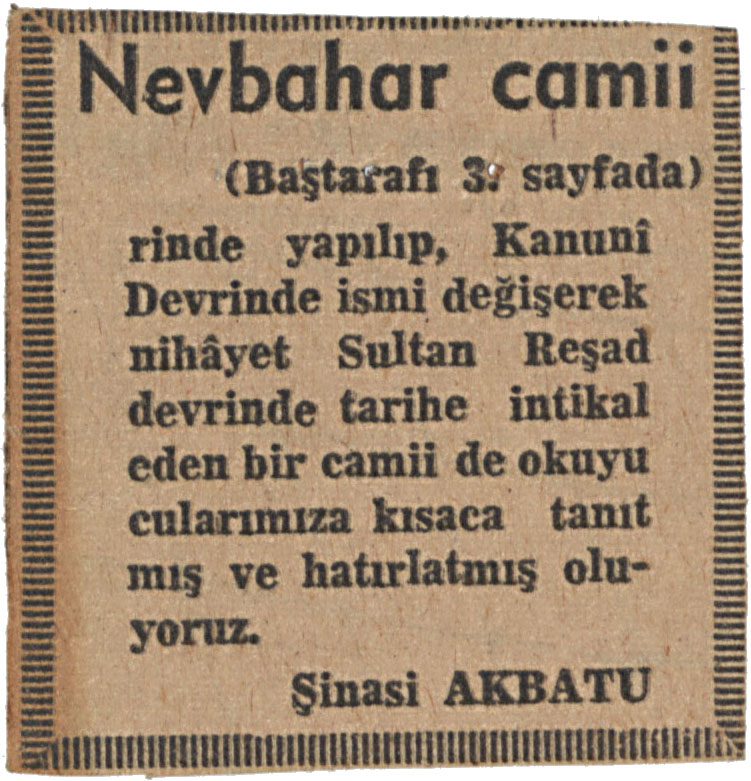 Nevbahar camii
(Baştarafı 3. sayfada)
rinde yapılıp, Kanunî
Devrinde ismi değişerek
nihâyet Sultan Reşad
devrinde tarihe intikal
eden bir camii de okuyu
cularımıza kısaca tanıt
mış ve hatırlatmış olu-
yoruz.
Şinasi AKBATU